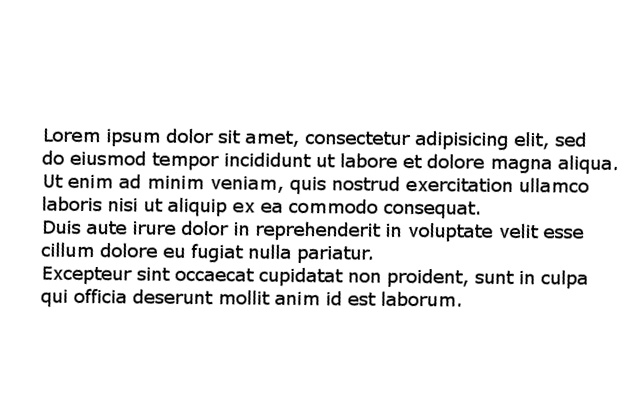 Lorem ipsum dolor sit amet, consectetur adipisicing elit, sed
do eiusmod tempor incididunt ut labore et dolore magna aliqua.
Ut enim ad minim veniam, quis nostrud exercitation ullamco
laboris nisi ut aliquip ex ea commodo consequat.
Duis aute irure dolor in reprehenderit in voluptate velit esse
cillum dolore eu fugiat nulla pariatur.
Excepteur sint occaecat cupidatat non proident, sunt in culpa
qui officia deserunt mollit anim id est laborum.